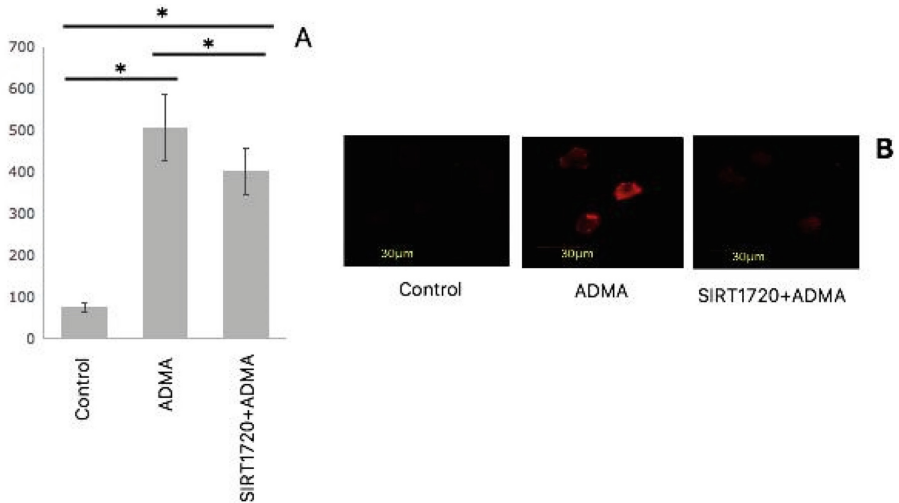 *
A
*
*
700
600
500
400
300
200
100
0
Control
ADMA
SIRT1720+ADMA
B
30μm
30μm
30μm
Control
ADMA
SIRT1720+ADMA